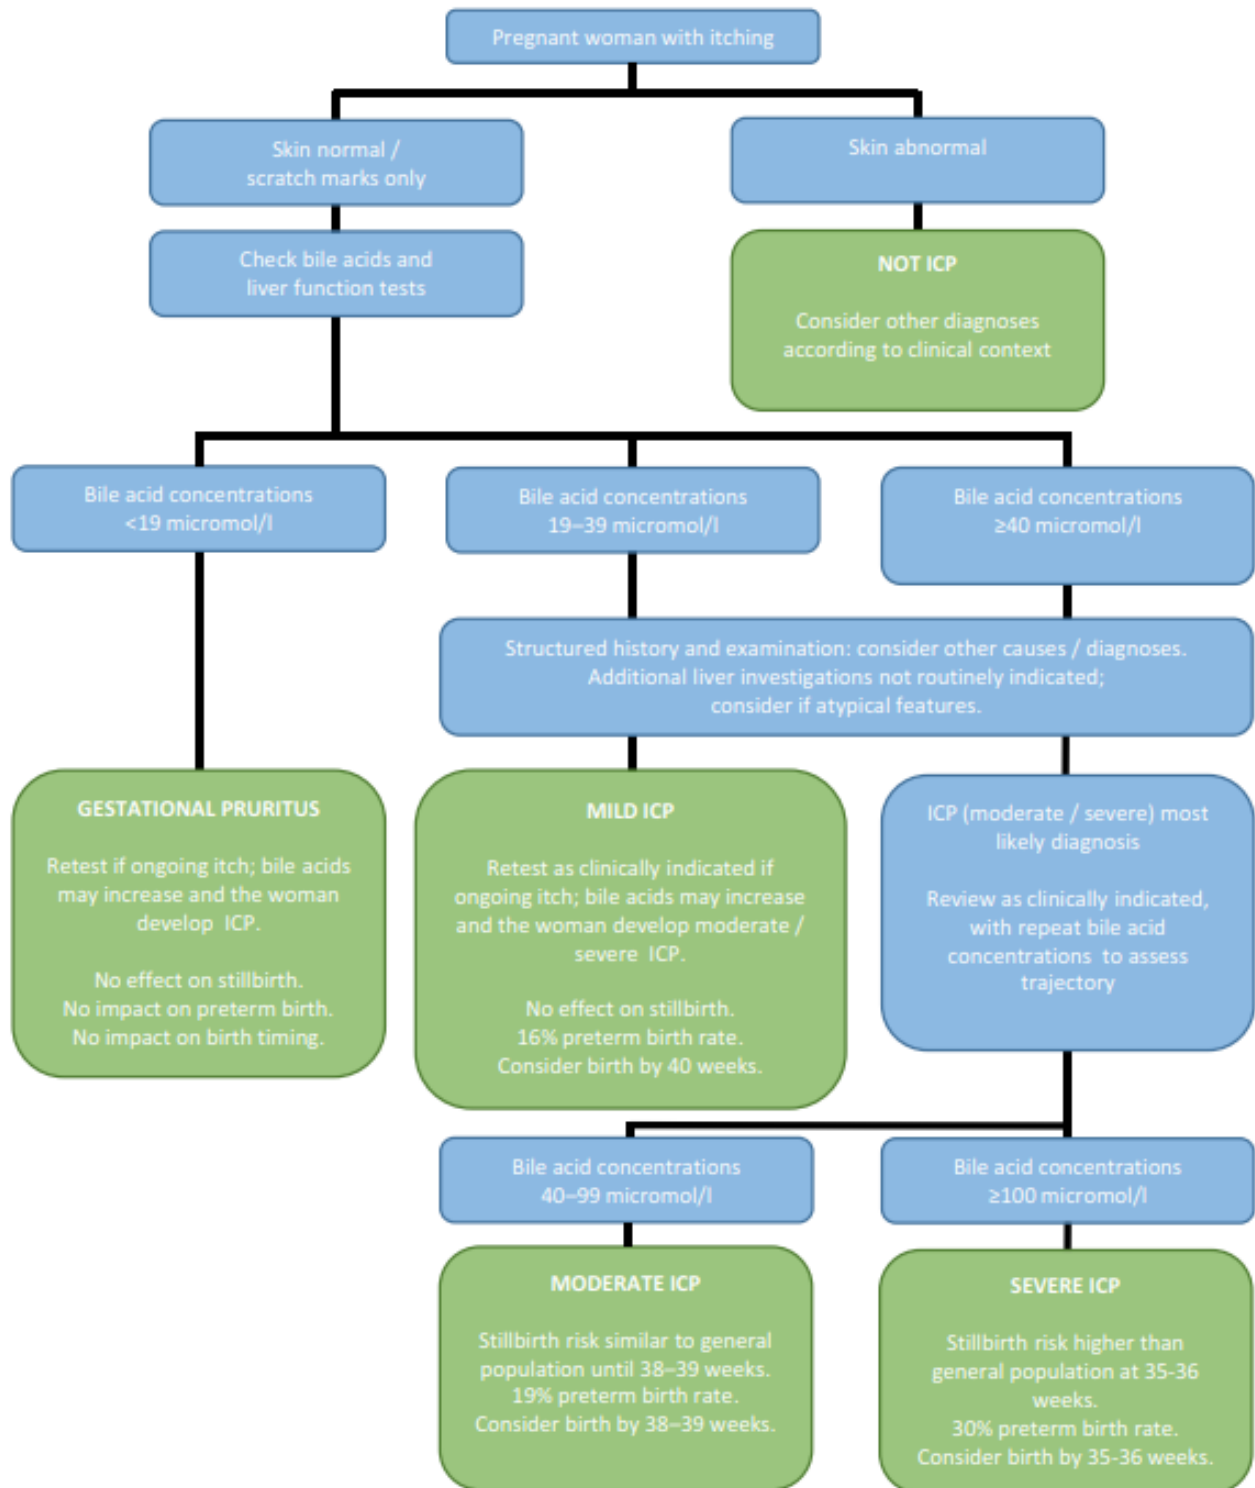 Pregnant woman with itching
Skin normal /
scratch marks only
Skin abnormal
Check bile acids and
liver function tests
NOT ICP
Consider other diagnoses
according to clinical context
Bile acid concentrations
<19 micromol/l
Bile acid concentrations
19–39 micromol/l
Bile acid concentrations
≥40 micromol/l
Structured history and examination: consider other causes / diagnoses.
Additional liver investigations not routinely indicated;
consider if atypical features.
GESTATIONAL PRURITUS
Retest if ongoing itch; bile acids
may increase and the woman
develop ICP.
No effect on stillbirth.
No impact on preterm birth.
No impact on birth timing.
MILD ICP
Retest as clinically indicated if
ongoing itch; bile acids may increase
and the woman develop moderate /
severe ICP.
No effect on stillbirth.
16% preterm birth rate.
Consider birth by 40 weeks.
ICP (moderate / severe) most
likely diagnosis
Review as clinically indicated,
with repeat bile acid
concentrations to assess
trajectory
Bile acid concentrations
40–99 micromol/l
Bile acid concentrations
≥100 micromol/l
MODERATE ICP
Stillbirth risk similar to general
population until 38–39 weeks.
19% preterm birth rate.
Consider birth by 38–39 weeks.
SEVERE ICP
Stillbirth risk higher than
general population at 35-36
weeks.
30% preterm birth rate.
Consider birth by 35-36 weeks.